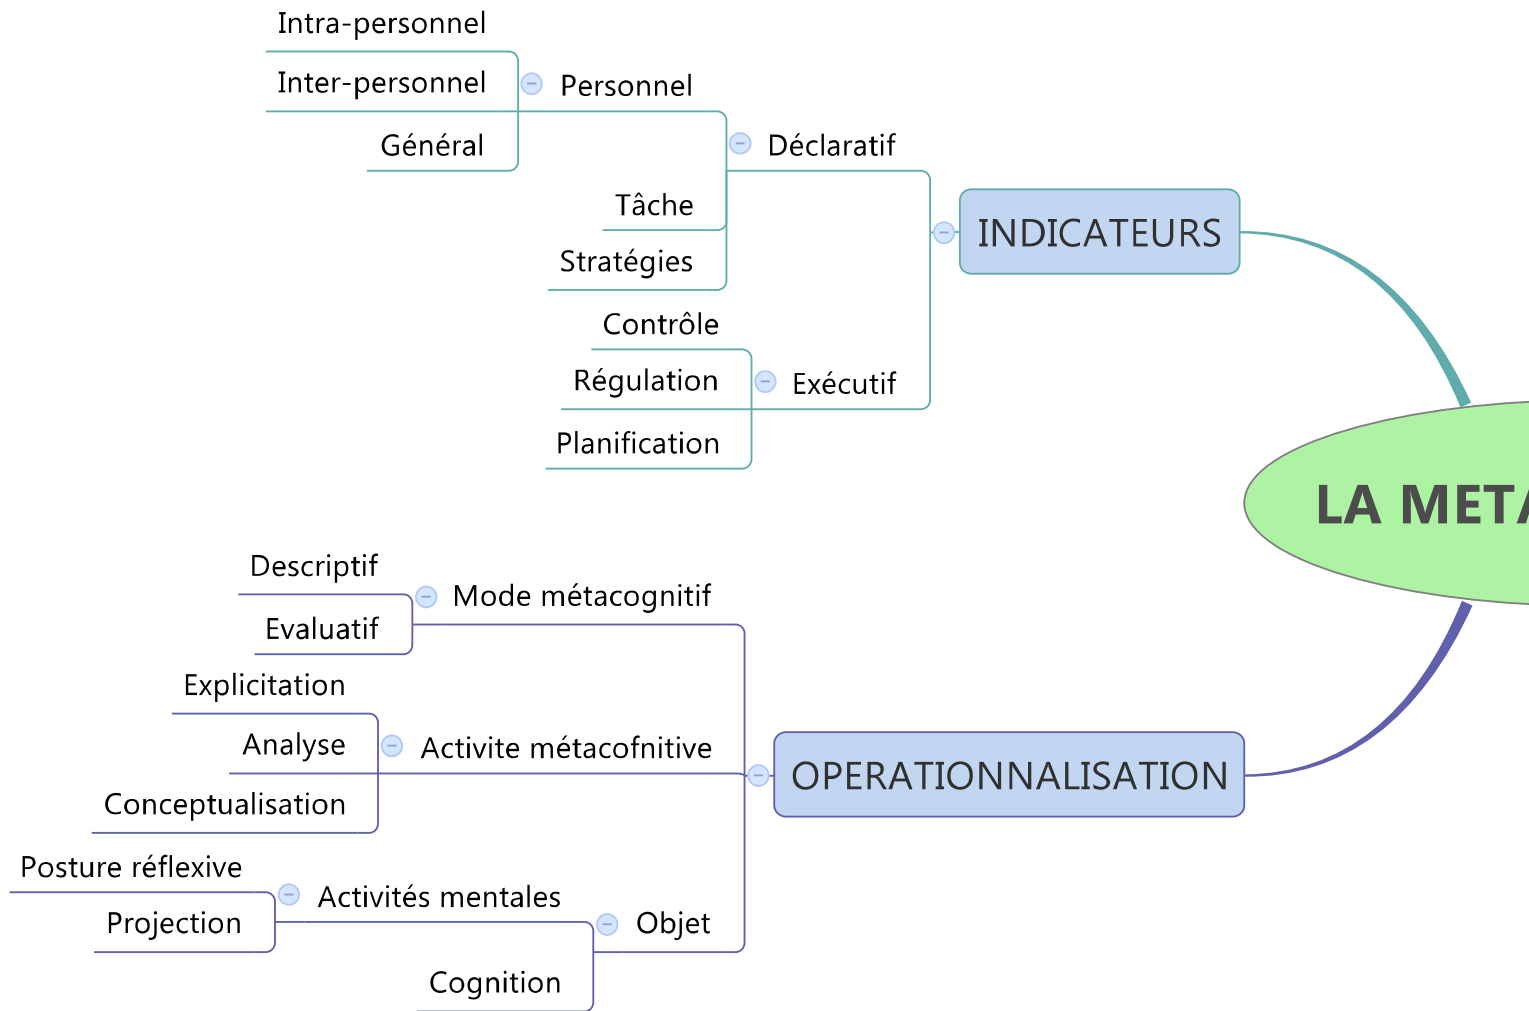 Intra-personnel
Inter-personnel
Personnel
Général
Déclaratif
Tâche
Stratégies
INDICATEURS
Contrôle
Régulation
Exécutif
Planification
LA META
Descriptif
Mode métacognitif
Evaluatif
Explicitation
Analyse
Activite métacofnitive
Conceptualisation
OPERATIONNALISATION
Posture réflexive
Activités mentales
Projection
Objet
Cognition